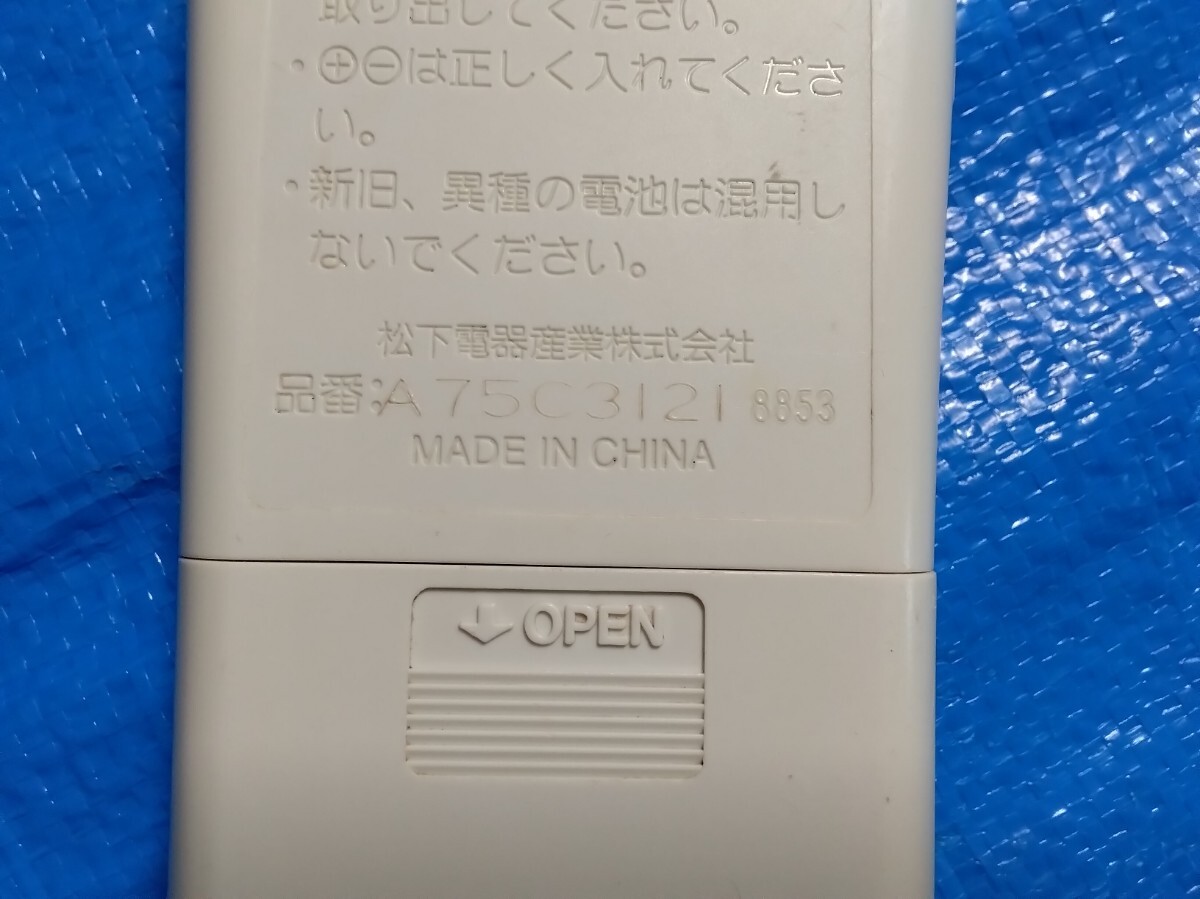 取り出してください。
・⊕⊖は正しく入れてくださ
い。
・新旧、異種の電池は混用し
ないでください。
松下電器産業株式会社
品番:A75C3121 8853
MADE IN CHINA
↓OPEN